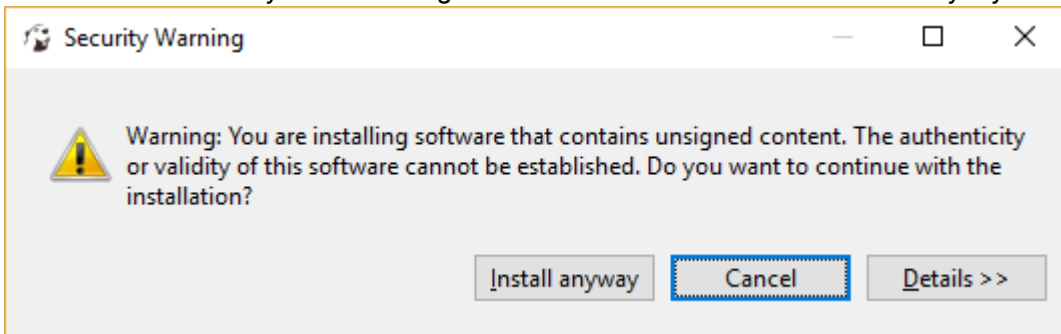 Security Warning
Warning: You are installing software that contains unsigned content. The authenticity
or validity of this software cannot be established. Do you want to continue with the
installation?
Install anyway Cancel Details >>